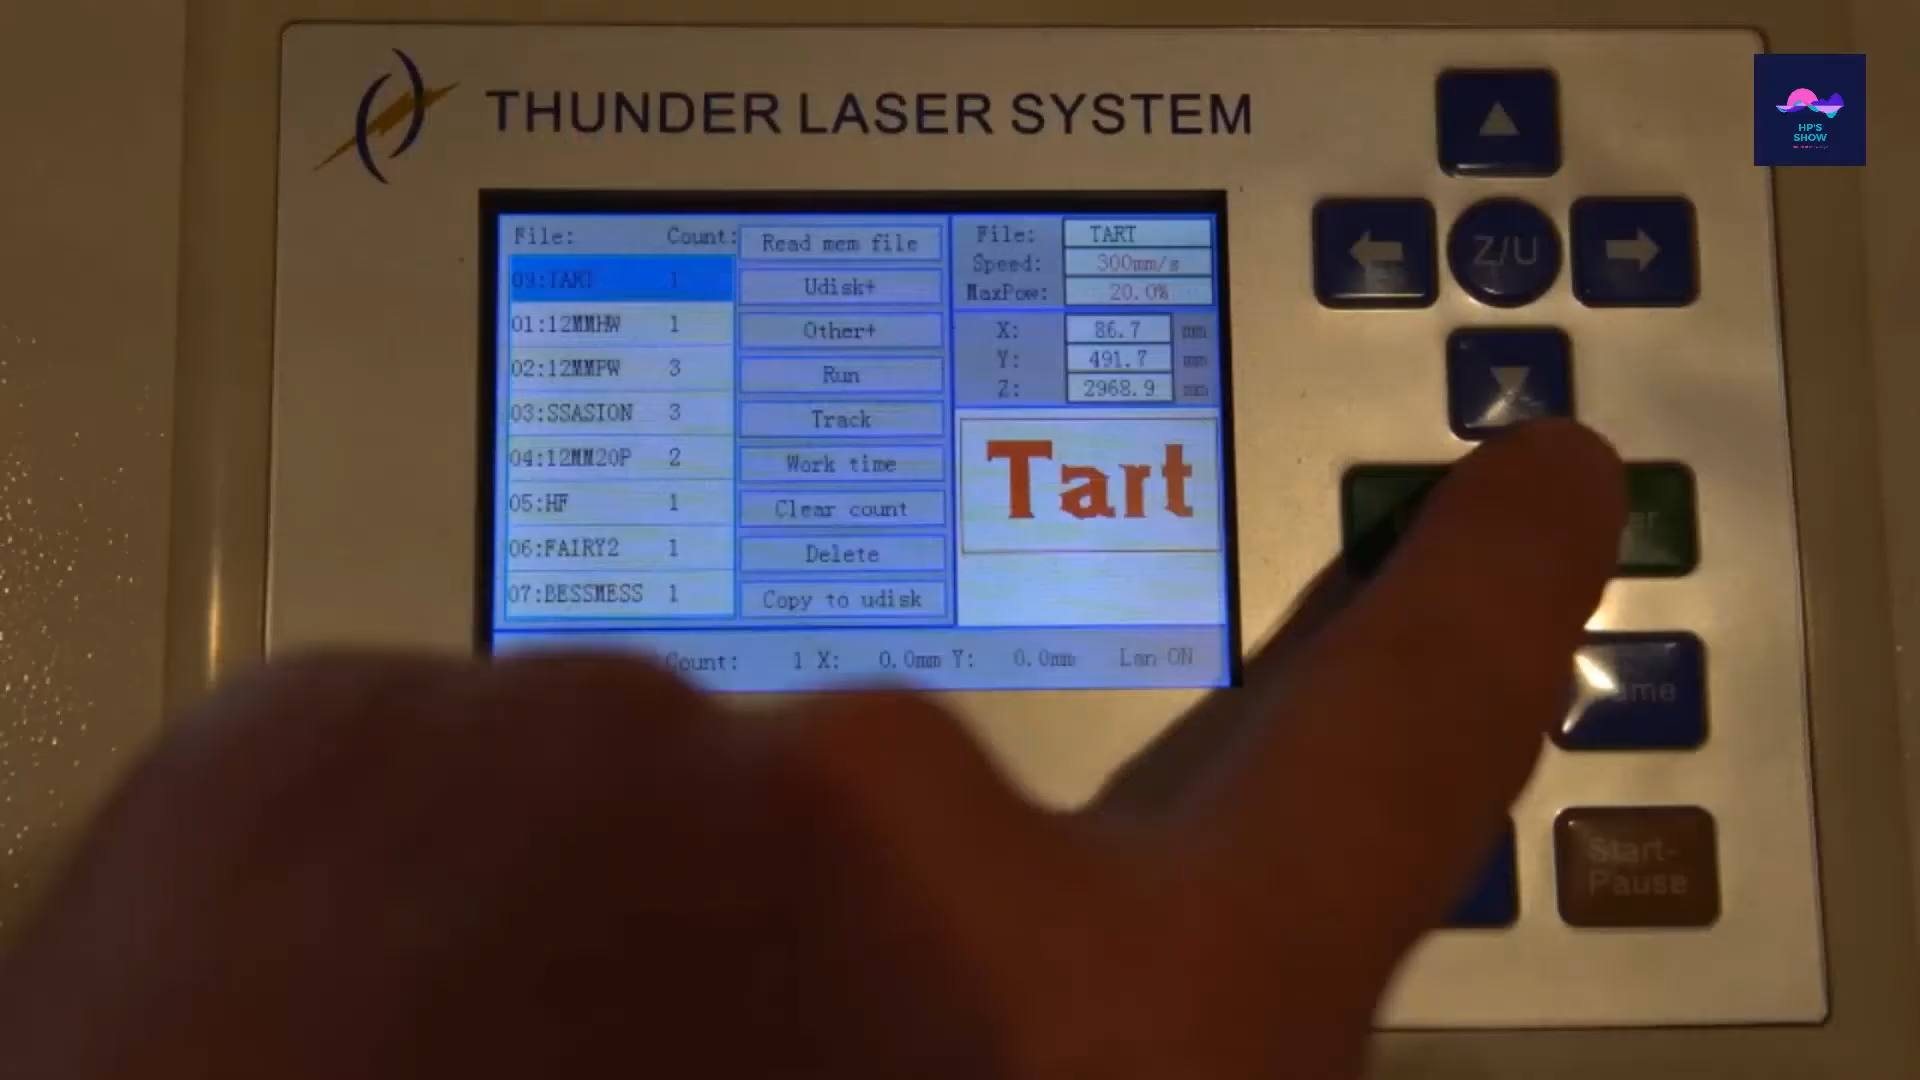 THUNDER LASER SYSTEM
HP'S
SHOW
Z/U
File: Count:
09:TART 1
01:12MMHW 1
02:12MMPW 3
03:SSASION 3
04:12MM20P 2
05:HF 1
06:FAIRY2 1
07:BESSMESS 1
Read mem file
Udisk+
Other+
Run
Track
Work time
Clear count
Delete
Copy to udisk
File: TART
Speed: 300mm/s
MaxPow: 20.0%
X: 86.7 mm
Y: 491.7 mm
Z: 2968.9 mm
Tart
Count: 1 X: 0.0mm Y: 0.0mm Lan ON
Start-
Pause